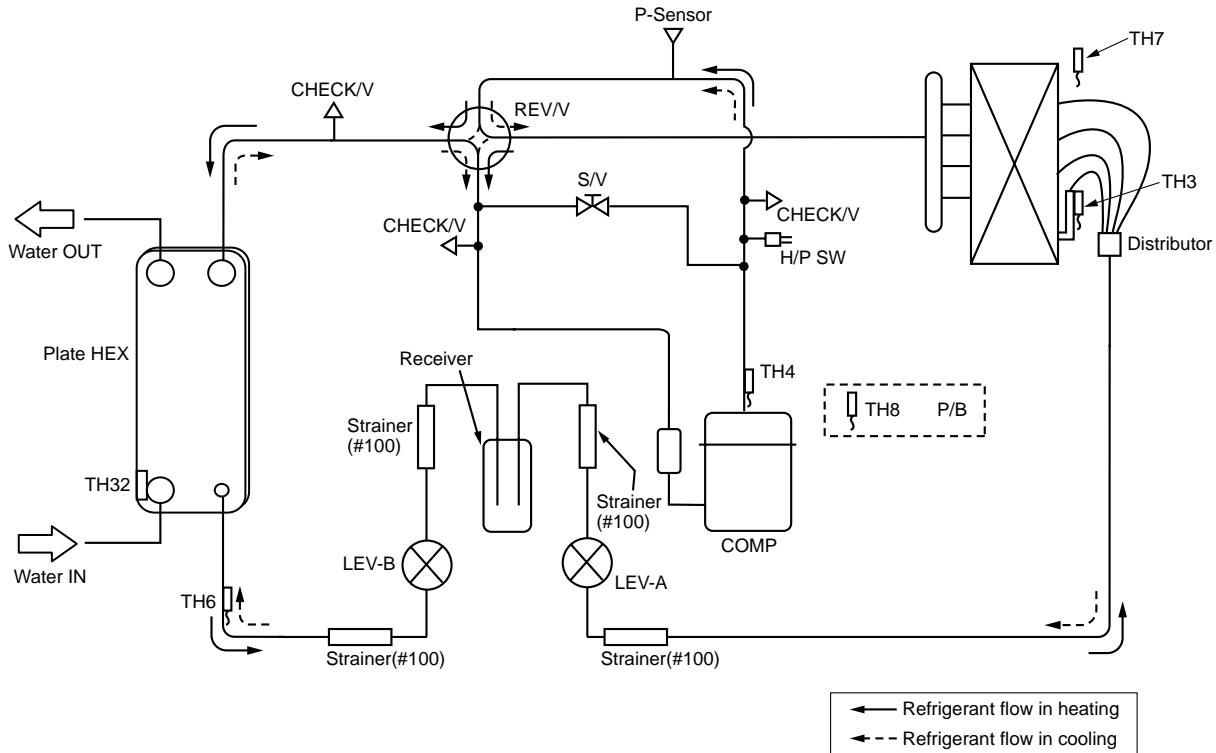 P-Sensor
TH7
CHECK/V
REV/V
TH3
S/V
CHECK/V
CHECK/V
H/P SW
Distributor
Water OUT
Plate HEX
Receiver
TH4
TH8 P/B
Strainer
(#100)
Strainer
(#100)
TH32
COMP
LEV-B
LEV-A
Water IN
TH6
Strainer(#100)
Strainer(#100)
Refrigerant flow in heating
Refrigerant flow in cooling